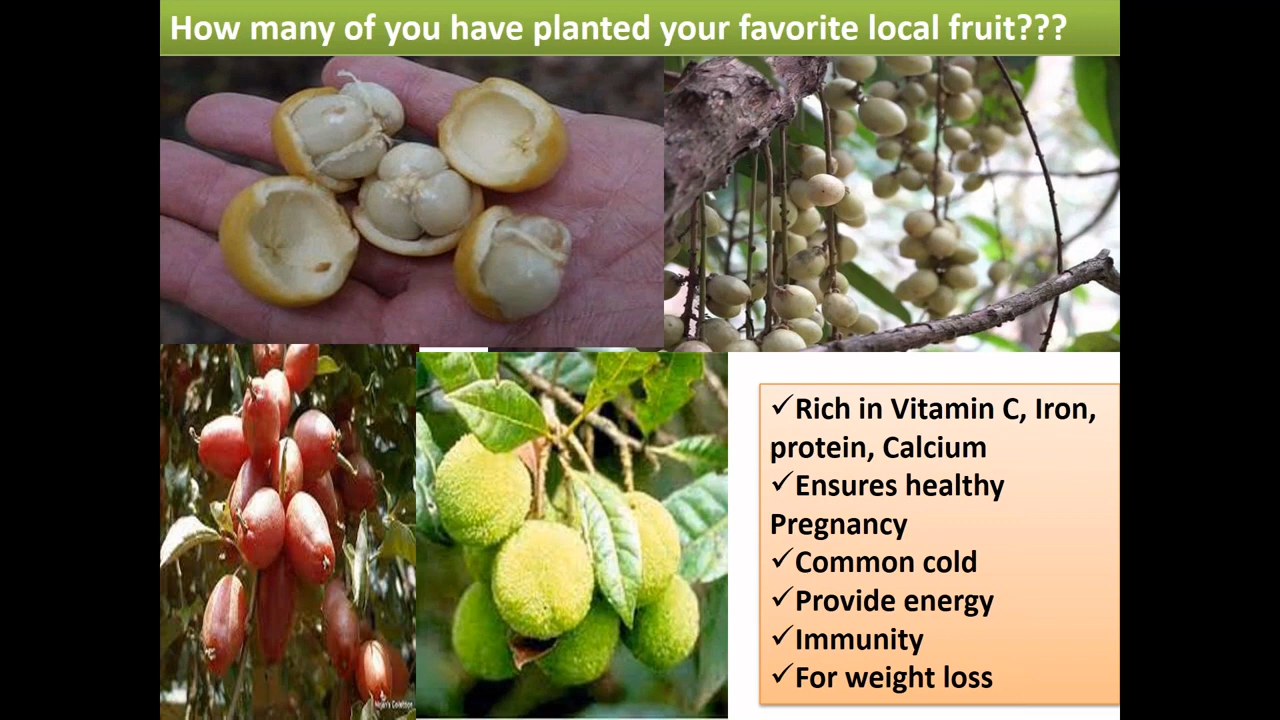 How many of you have planted your favorite local fruit???
✓Rich in Vitamin C, Iron,
protein, Calcium
✓Ensures healthy
Pregnancy
✓Common cold
✓Provide energy
✓Immunity
✓For weight loss